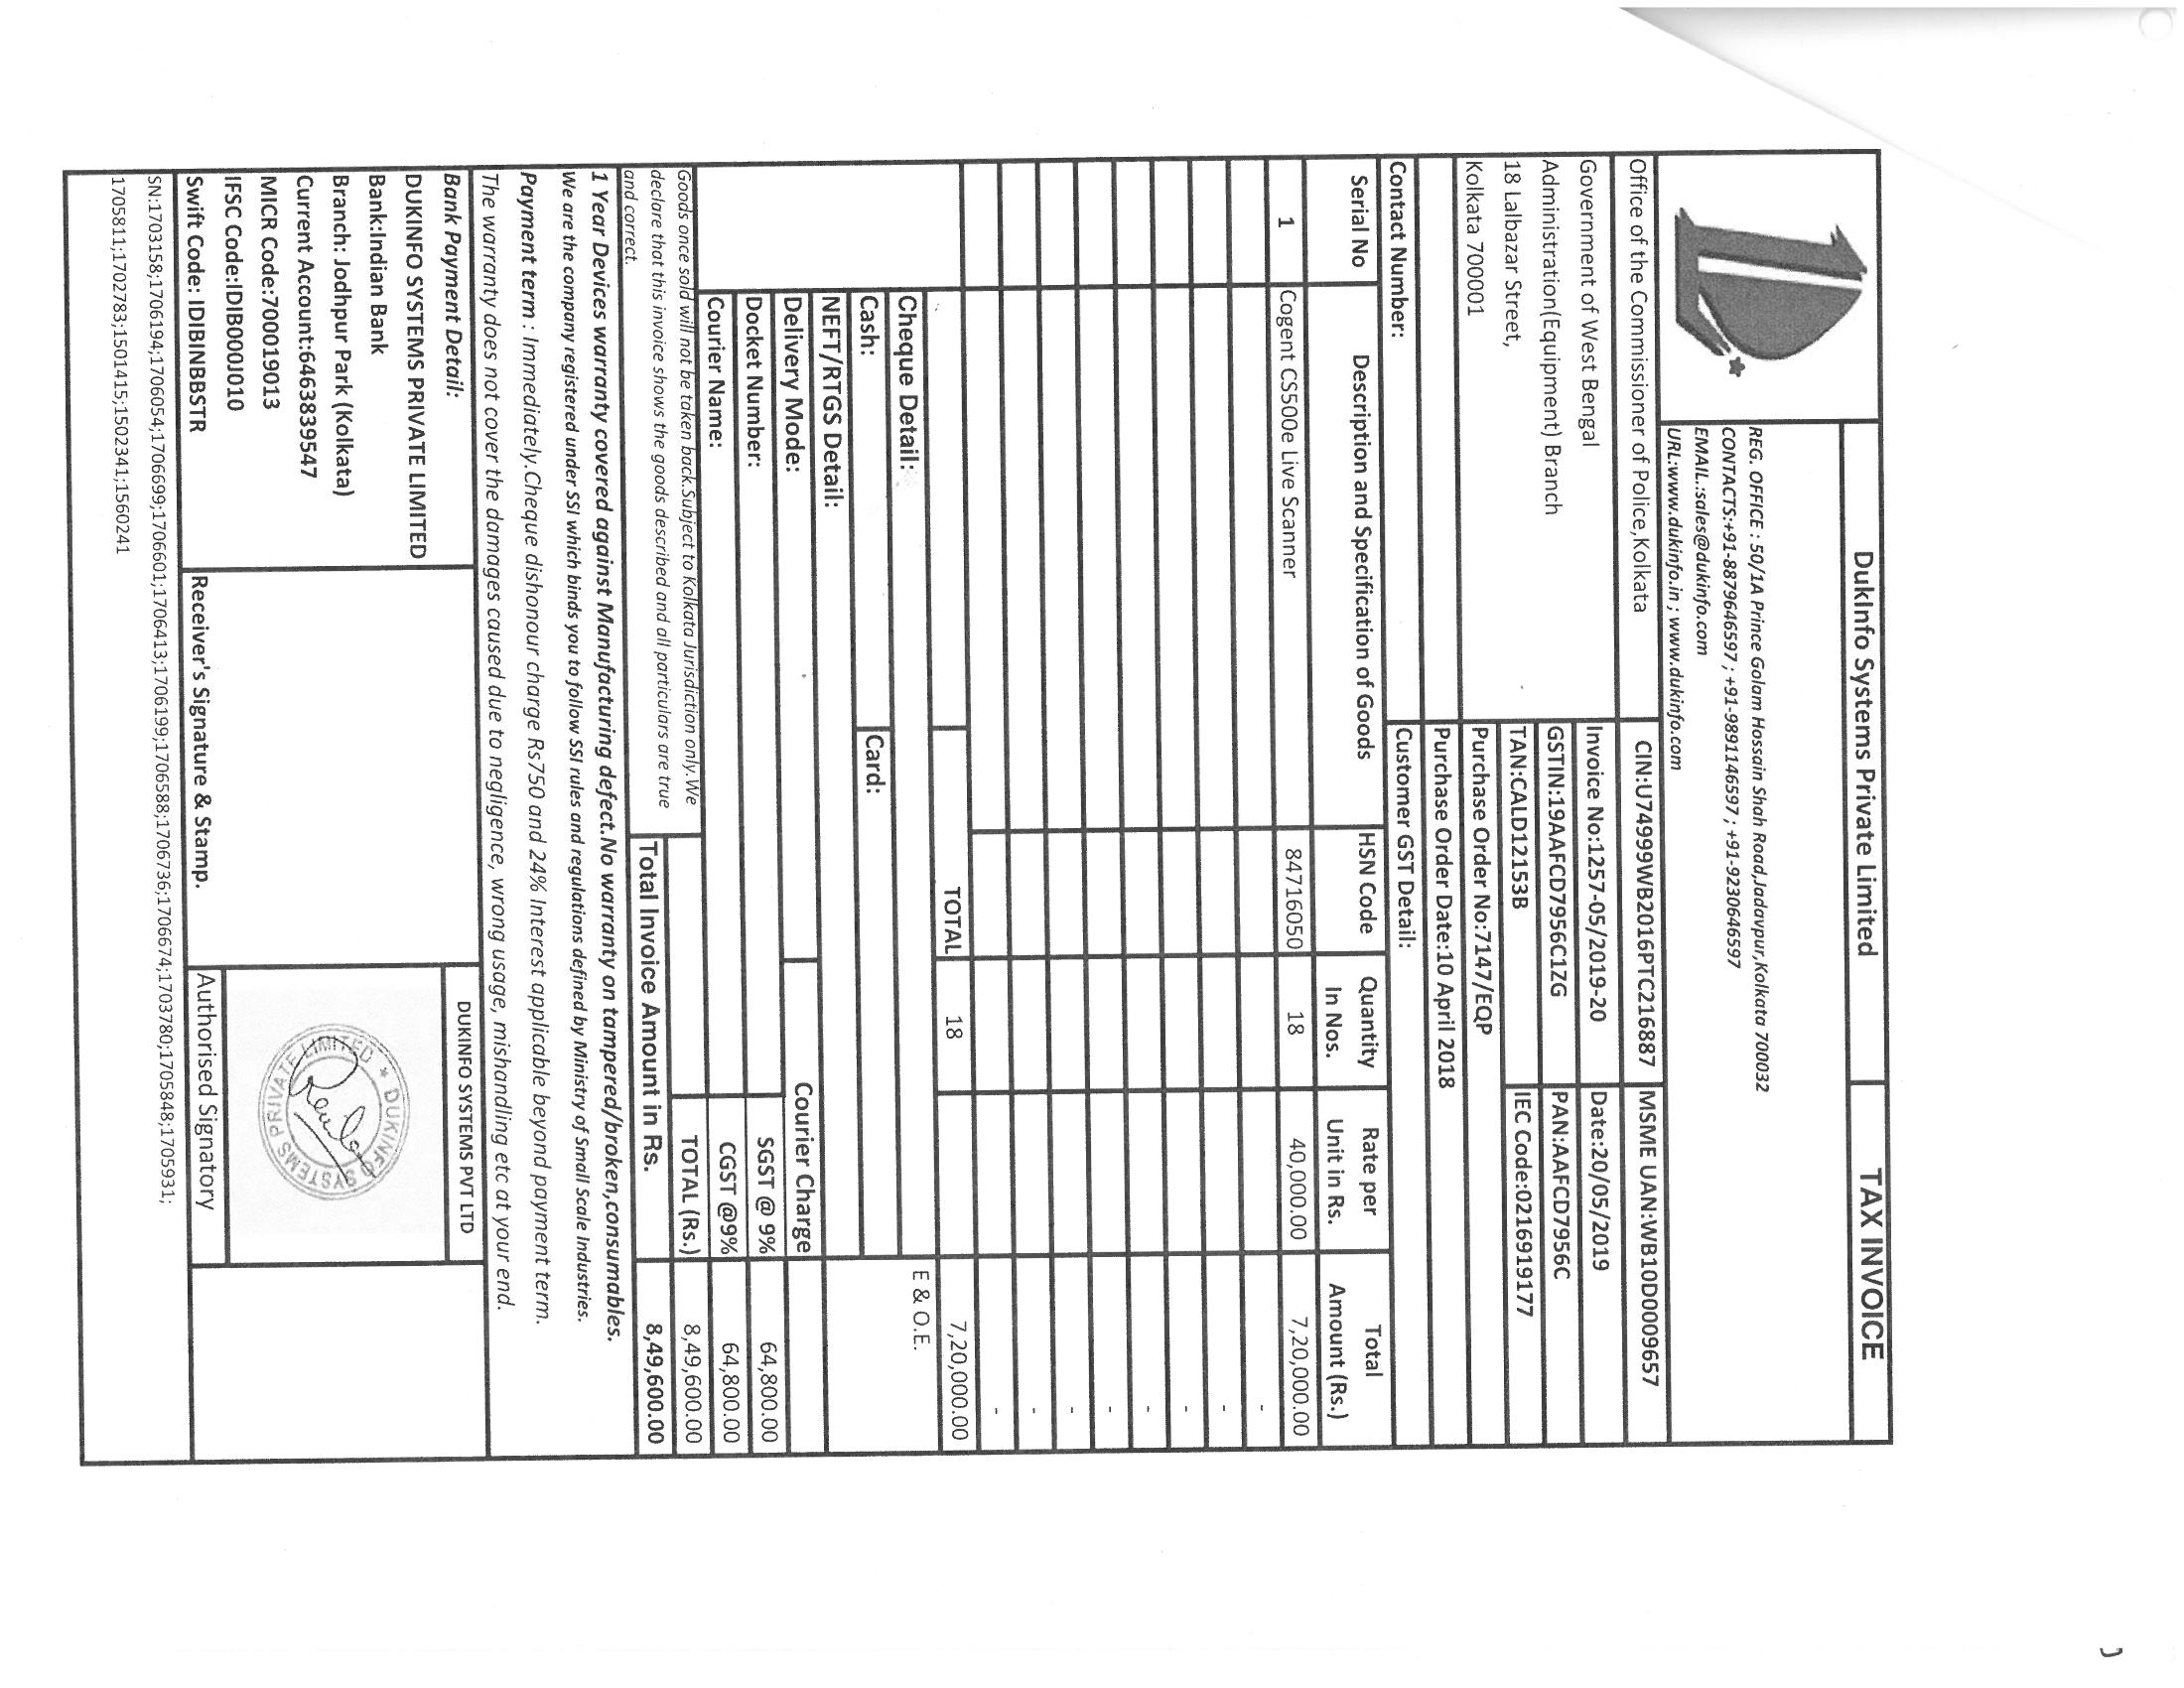 DukInfo Systems Private Limited TAX INVOICE
REG. OFFICE : 50/1A Prince Golam Hossain Shah Road,Jadavpur,Kolkata 700032
CONTACTS:+91-8879646597 ; +91-9891146597 ; +91-9230646597
EMAIL.:sales@dukinfo.com
URL:www.dukinfo.in ; www.dukinfo.com
Office of the Commissioner of Police,Kolkata CIN:U74999WB2016PTC216887 MSME UAN:WB10D0009657
Government of West Bengal Invoice No:1257-05/2019-20 Date:20/05/2019
Administration(Equipment) Branch GSTIN:19AAFCD7956C1ZG PAN:AAFCD7956C
18 Lalbazar Street, TAN:CALD12153B IEC Code:0216919177
Kolkata 700001 Purchase Order No:7147/EQP
Purchase Order Date:10 April 2018
Contact Number: Customer GST Detail:
Serial No Description and Specification of Goods HSN Code Quantity In Nos. Rate per Unit in Rs. Total Amount (Rs.)
1 Cogent CS500e Live Scanner 84716050 18 40,000.00 7,20,000.00
-
-
-
-
-
-
-
-
TOTAL 18 7,20,000.00
Cheque Detail: E & O.E.
Cash: Card:
NEFT/RTGS Detail:
Delivery Mode: Courier Charge
Docket Number: SGST @ 9% 64,800.00
Courier Name: CGST @9% 64,800.00
TOTAL (Rs.) 8,49,600.00
Goods once sold will not be taken back.Subject to Kolkata Jurisdiction only.We
declare that this invoice shows the goods described and all particulars are true
and correct.
Total Invoice Amount in Rs. 8,49,600.00
1 Year Devices warranty covered against Manufacturing defect.No warranty on tampered/broken,consumables.
We are the company registered under SSI which binds you to follow SSI rules and regulations defined by Ministry of Small Scale Industries.
Payment term : Immediately.Cheque dishonour charge Rs750 and 24% Interest applicable beyond payment term.
The warranty does not cover the damages caused due to negligence, wrong usage, mishandling etc at your end.
Bank Payment Detail: DUKINFO SYSTEMS PVT LTD
DUKINFO SYSTEMS PRIVATE LIMITED
Bank:Indian Bank
Branch: Jodhpur Park (Kolkata)
Current Account:6463839547
MICR Code:700019013
IFSC Code:IDIB000J010
DUKINFO SYSTEMS PRIVATE LIMITED *
Swift Code: IDIBINBBSTR Receiver's Signature & Stamp. Authorised Signatory
SN:1703158;1706194;1706054;1706699;1706601;1706413;1706199;1706588;1706736;1706674;1703780;1705848;1705931;
1705811;1702783;1501415;1502341;1560241